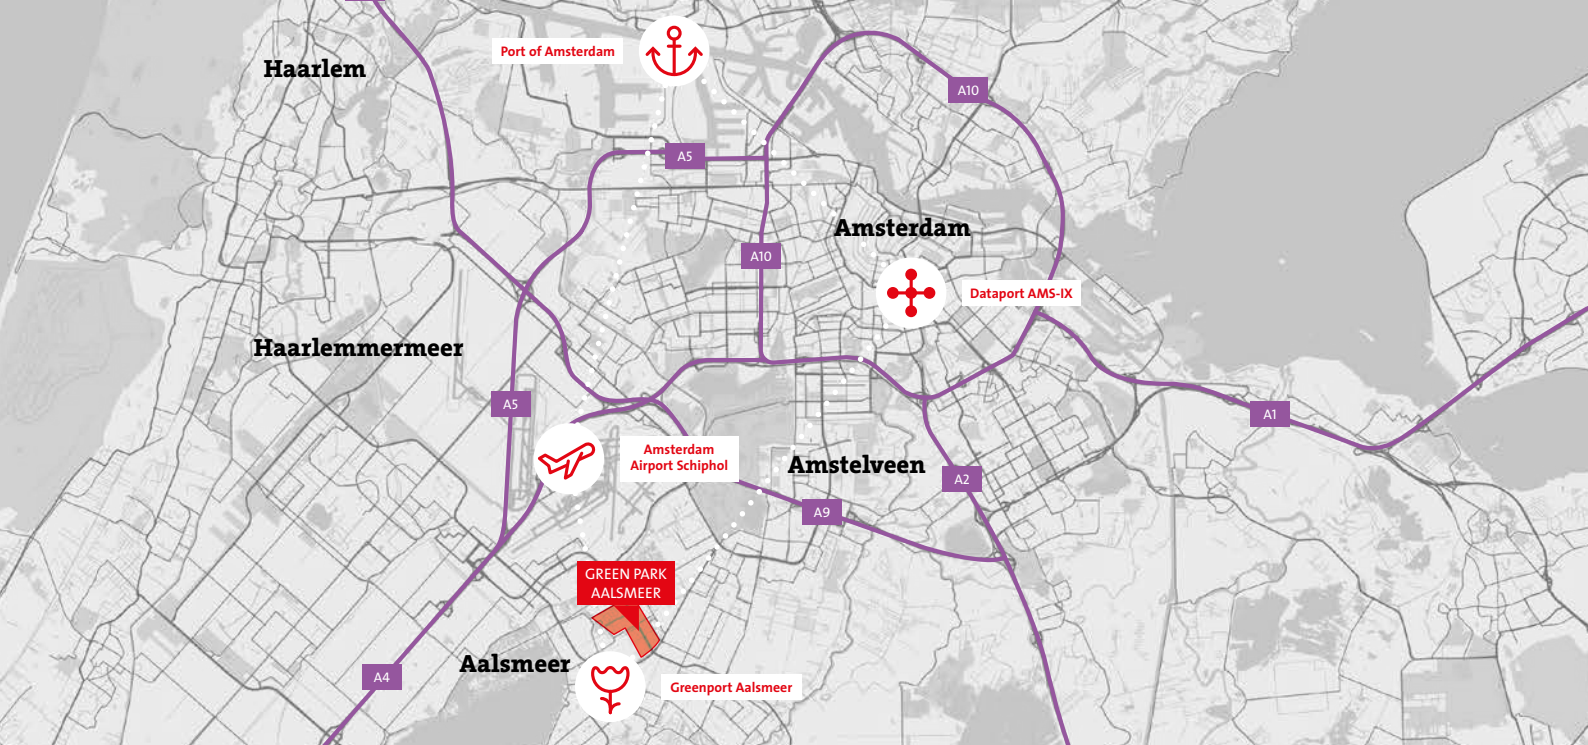 Port of Amsterdam
Haarlem
A10
A5
Amsterdam
A10
Dataport AMS-IX
Haarlemmermeer
A5
A1
Amsterdam
Airport Schiphol
Amstelveen
A2
A9
GREEN PARK
AALSMEER
Aalsmeer
A4
Greenport Aalsmeer